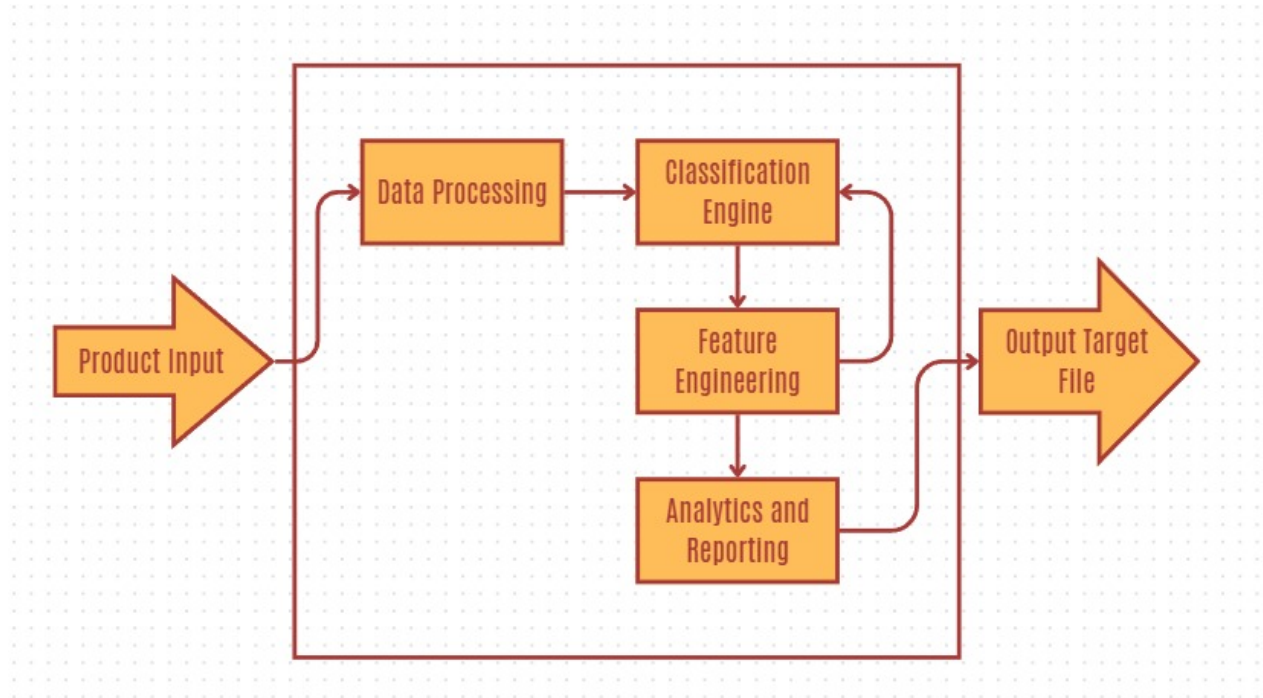 Data Processing
Classification
Engine
Product Input
Feature
Engineering
Output Target
File
Analytics and
Reporting